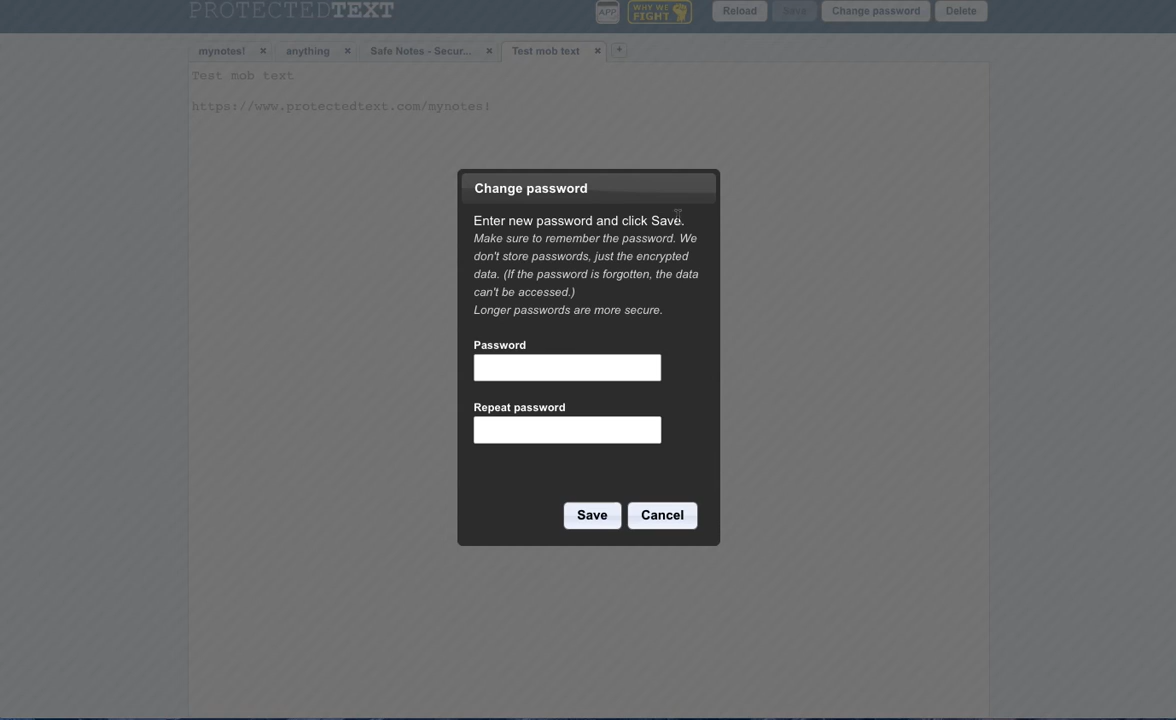 PROTECTEDTEXT
APP
WHY WE
FIGHT
Reload
Save
Change password
Delete
mynotes! ×
anything ×
Safe Notes - Secur... ×
Test mob text ×
+
Test mob text
https://www.protectedtext.com/mynotes!
Change password
Enter new password and click Save.
Make sure to remember the password. We
don't store passwords, just the encrypted
data. (If the password is forgotten, the data
can't be accessed.)
Longer passwords are more secure.
Password
Repeat password
Save
Cancel